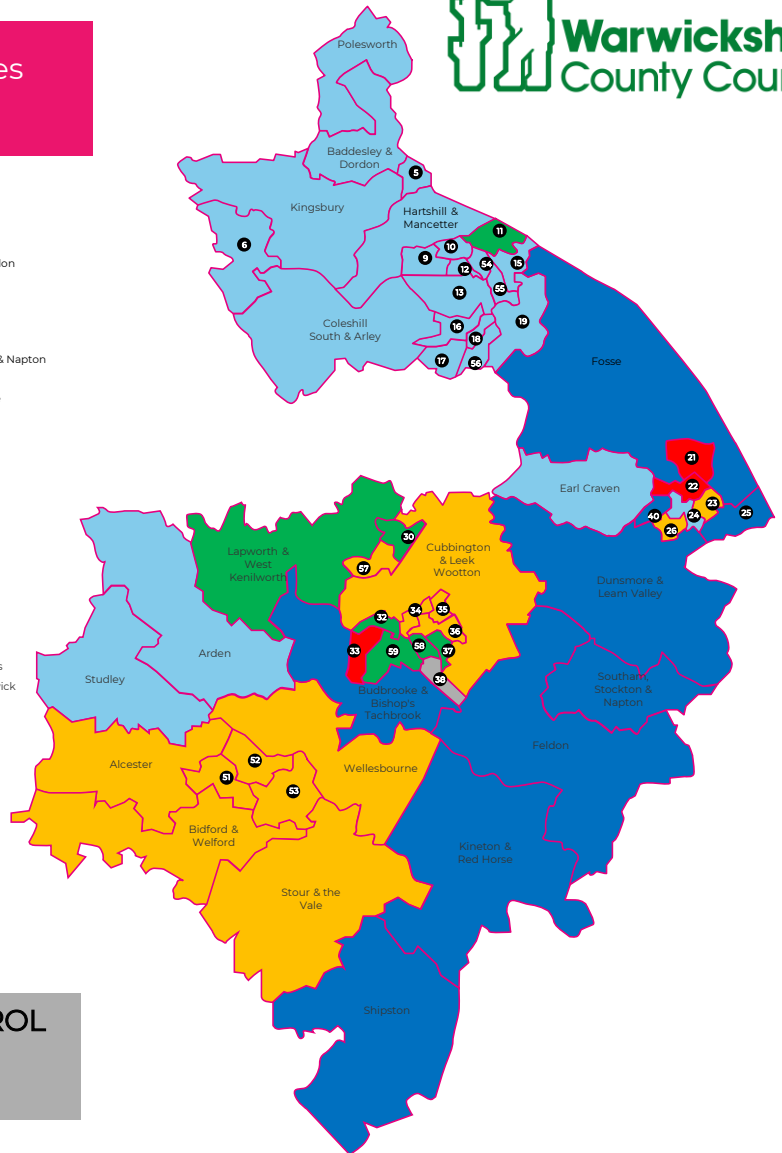 es
Warwicksh
County Cou
Polesworth
Baddesley &
Dordon
5
Kingsbury
Hartshill &
Mancetter
11
6
10
9
12
54
15
lon
13
55
Coleshill
South & Arley
16
19
18
17
56
& Napton
Fosse
21
Earl Craven
22
23
40
24
25
26
30
Lapworth &
West
Kenilworth
57
Cubbington
& Leek
Wootton
Dunsmore &
Leam Valley
32
34
35
36
33
59
58
37
38
Arden
s
Studley
ick
Budbrooke &
Bishop's
Tachbrook
Southam,
Stockton &
Napton
Feldon
Alcester
52
51
53
Wellesbourne
Bidford &
Welford
Kineton &
Red Horse
Stour & the
Vale
ROL
Shipston